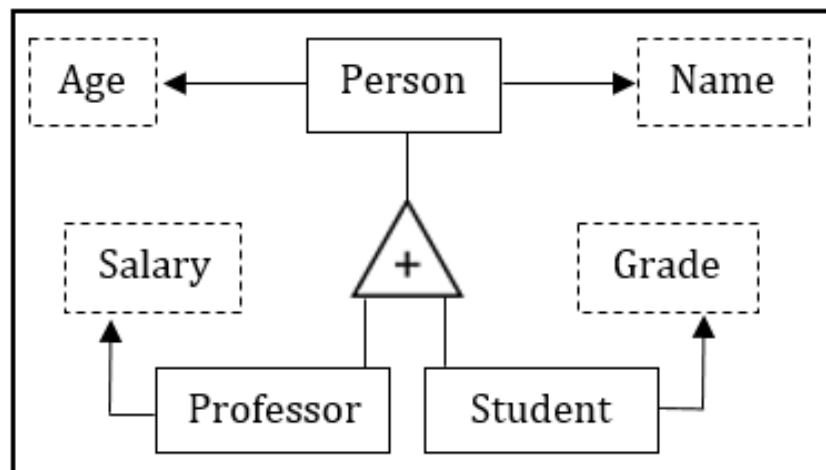 Age
Person
Name
Salary
+
Grade
Professor
Student